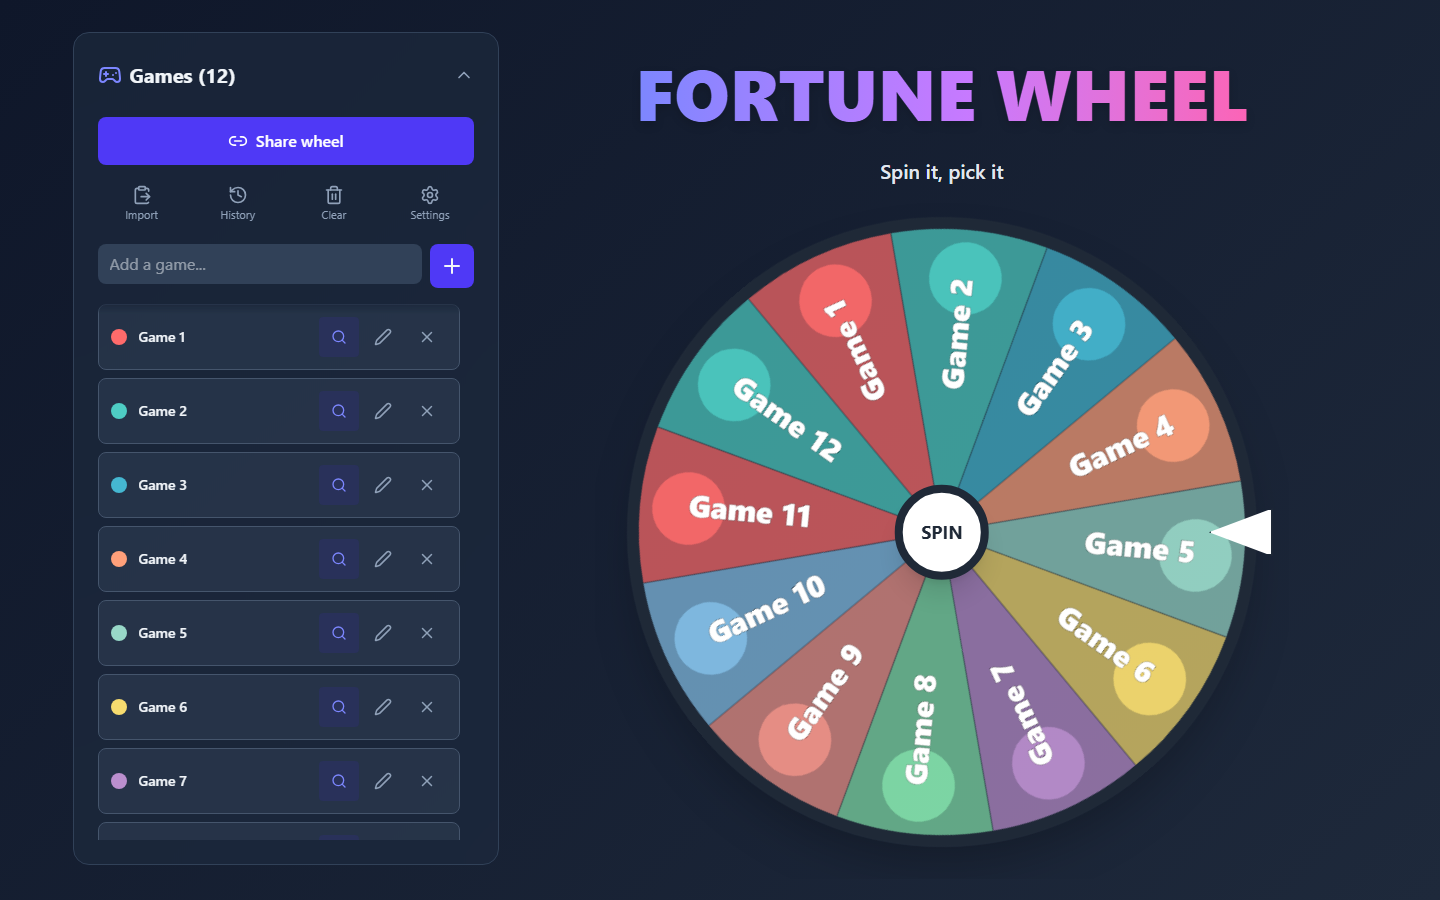 Games (12)
Share wheel
Import
History
Clear
Settings
Add a game...
Game 1
Game 2
Game 3
Game 4
Game 5
Game 6
Game 7
FORTUNE WHEEL
Spin it, pick it
Game 1
Game 2
Game 3
Game 4
Game 5
Game 6
Game 7
Game 8
Game 9
Game 10
Game 11
Game 12
SPIN